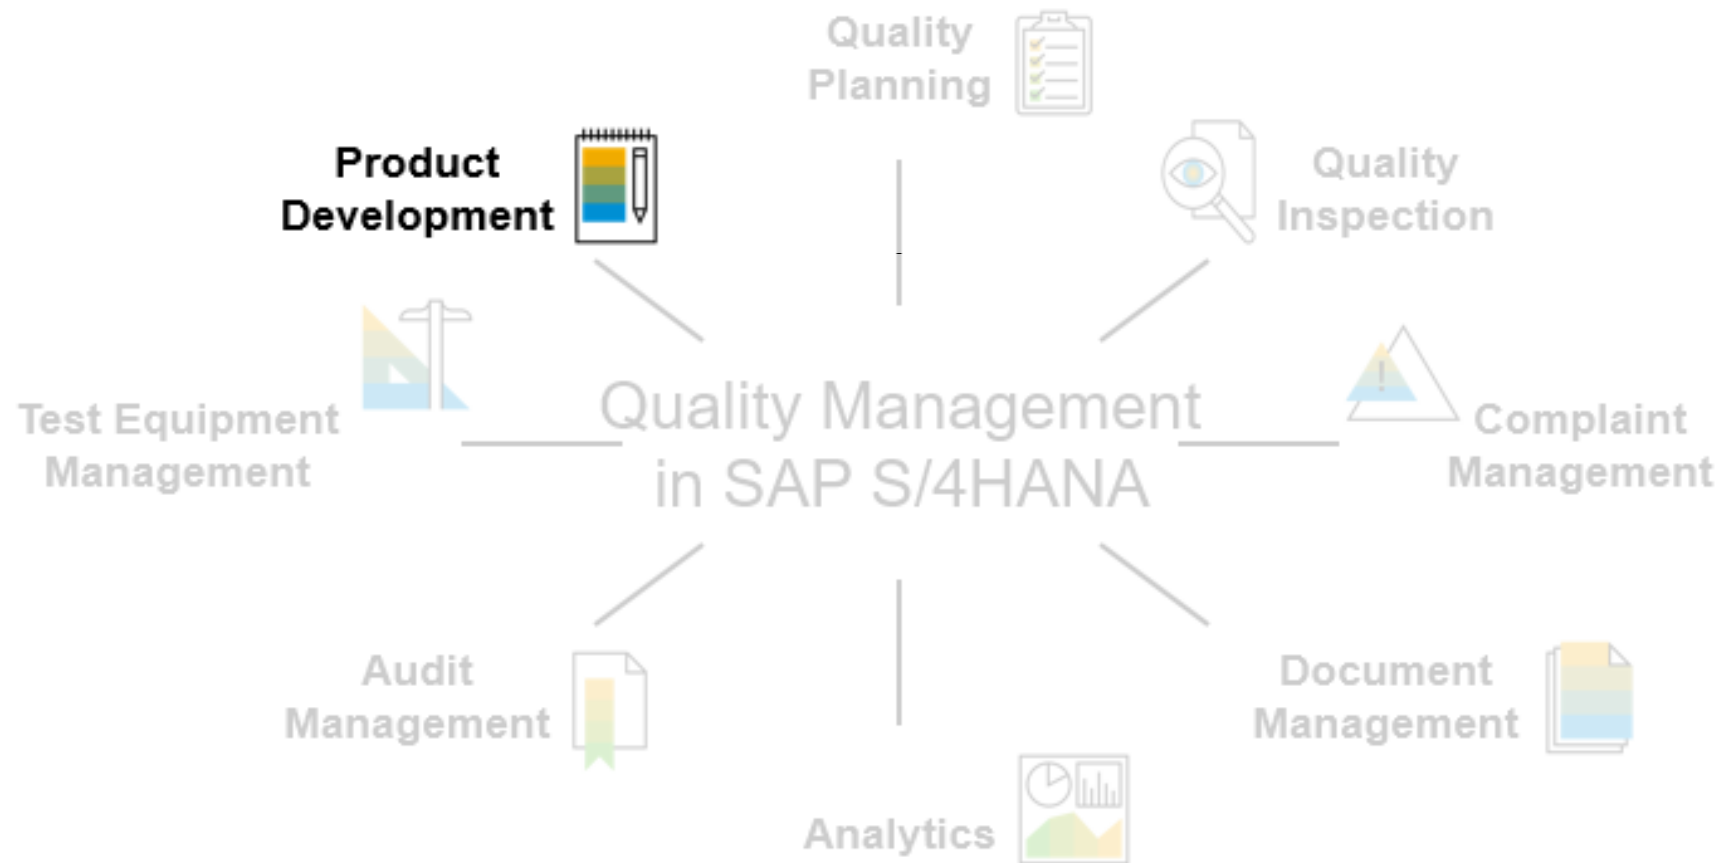 Quality
Planning
Product
Development
Quality
Inspection
Test Equipment
Management
Quality Management
in SAP S/4HANA
Complaint
Management
Audit
Management
Document
Management
Analytics